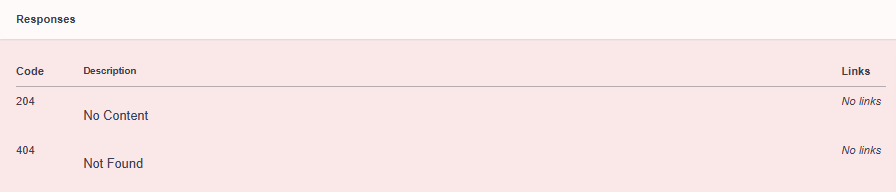 Responses
Code Description Links
204 No links
No Content
404 No links
Not Found